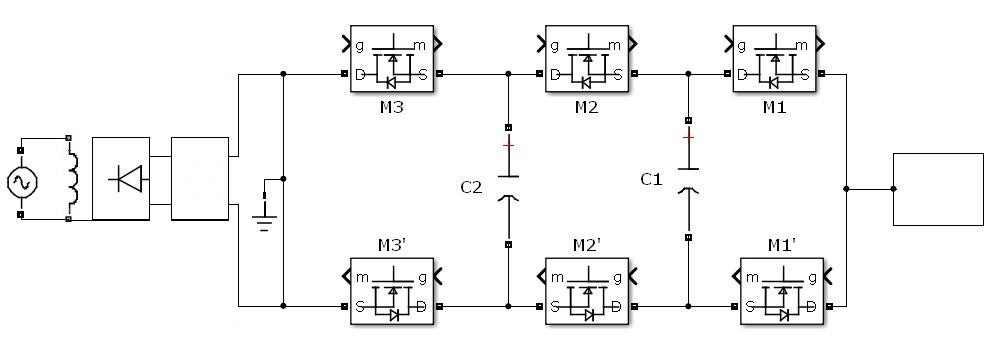 g m g m g m
D S D S D S
M3 M2 M1
C2 C1
M3' M2' M1'
m g m g m g
S D S D S D